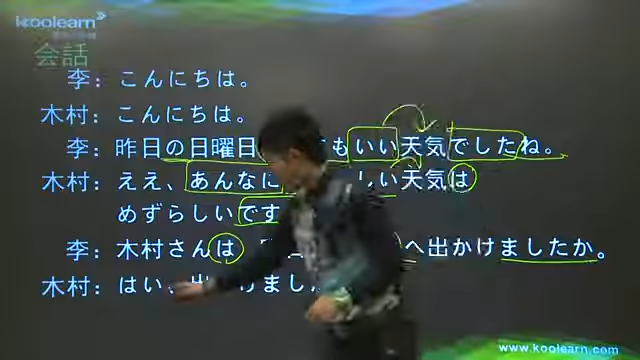 koolearn
会話
李：こんにちは。
木村：こんにちは。
李：昨日の日曜日 もいい天気でしたね。
木村：ええ、あんなに しい天気は
めずらしいです
李：木村さんは へ出かけましたか。
木村：はい、出 けまし
www.koolearn.com